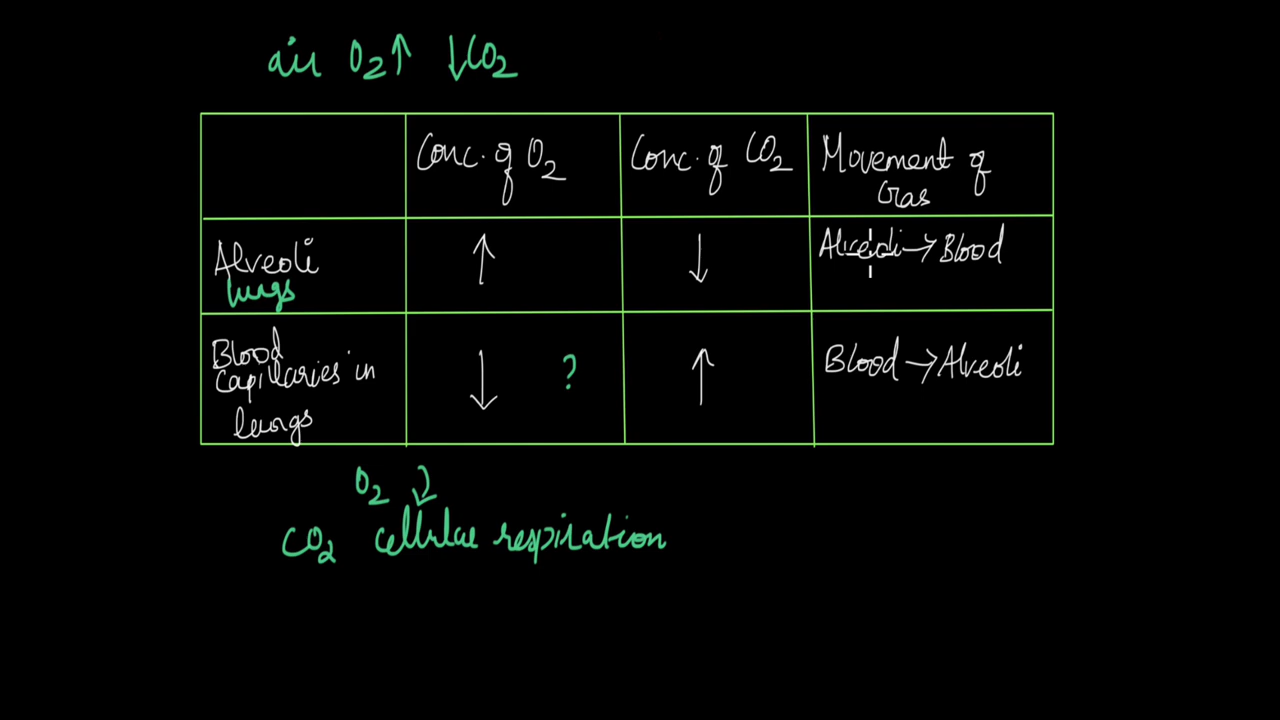 air O₂↑ ↓CO₂
Conc. of O₂
Conc. of CO₂
Movement of
Gas
Alveoli
lungs
↑
↓
Alveoli → Blood
Blood
Capillaries in
lungs
↓
?
↑
Blood → Alveoli
O₂
CO₂ cellular respiration